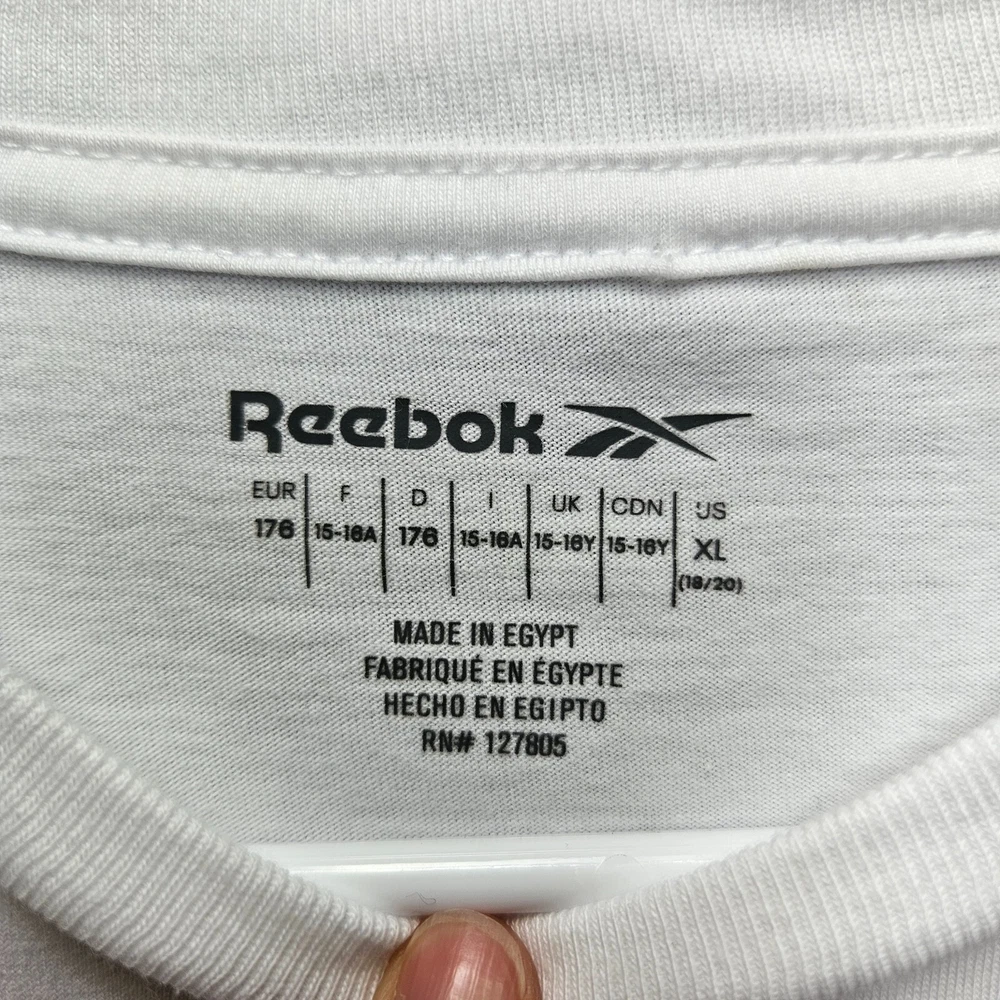 Reebok
EUR F D I UK CDN US
176 15-16A 176 15-16A 15-16Y 15-16Y XL
(18/20)
MADE IN EGYPT
FABRIQUÉ EN ÉGYPTE
HECHO EN EGIPTO
RN# 127805